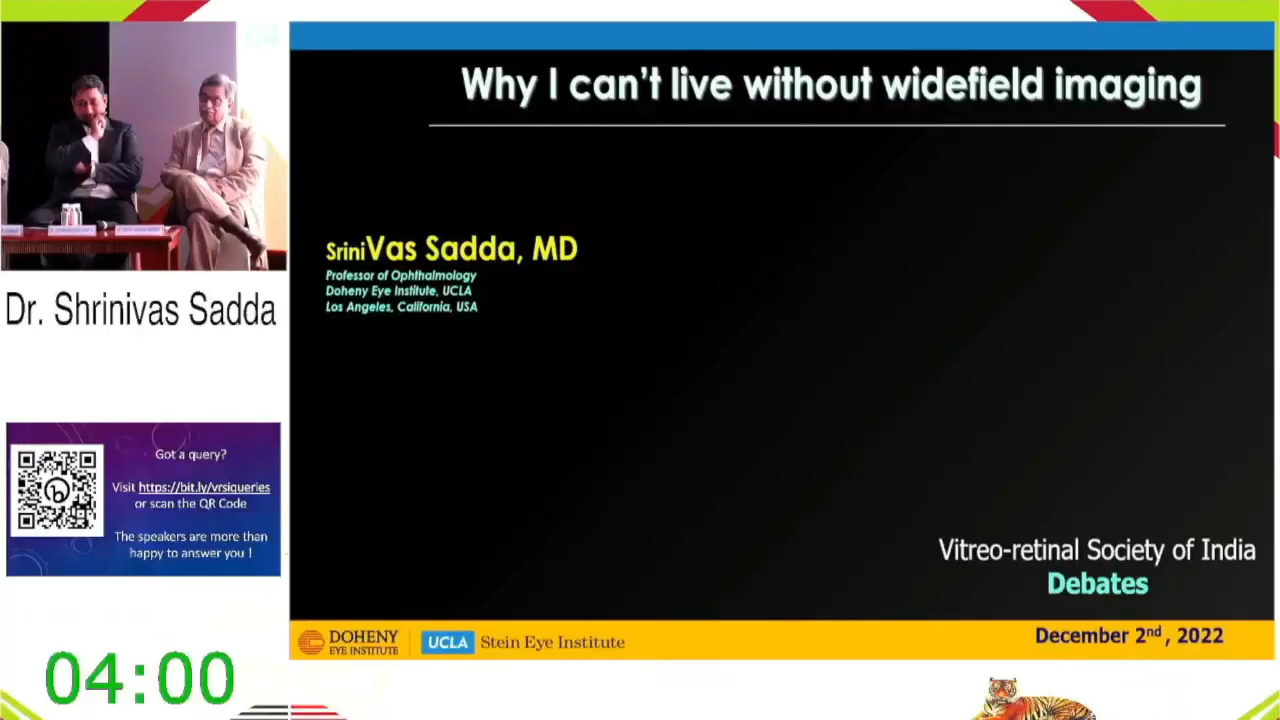 Why I can't live without widefield imaging
SriniVas Sadda, MD
Professor of Ophthalmology
Doheny Eye Institute, UCLA
Los Angeles, California, USA
Dr. Shrinivas Sadda
Got a query?
Visit https://bit.ly/vrsiqueries
or scan the QR Code
The speakers are more than
happy to answer you !
Vitreo-retinal Society of India
Debates
December 2nd, 2022
DOHENY
EYE INSTITUTE
UCLA Stein Eye Institute
04:00